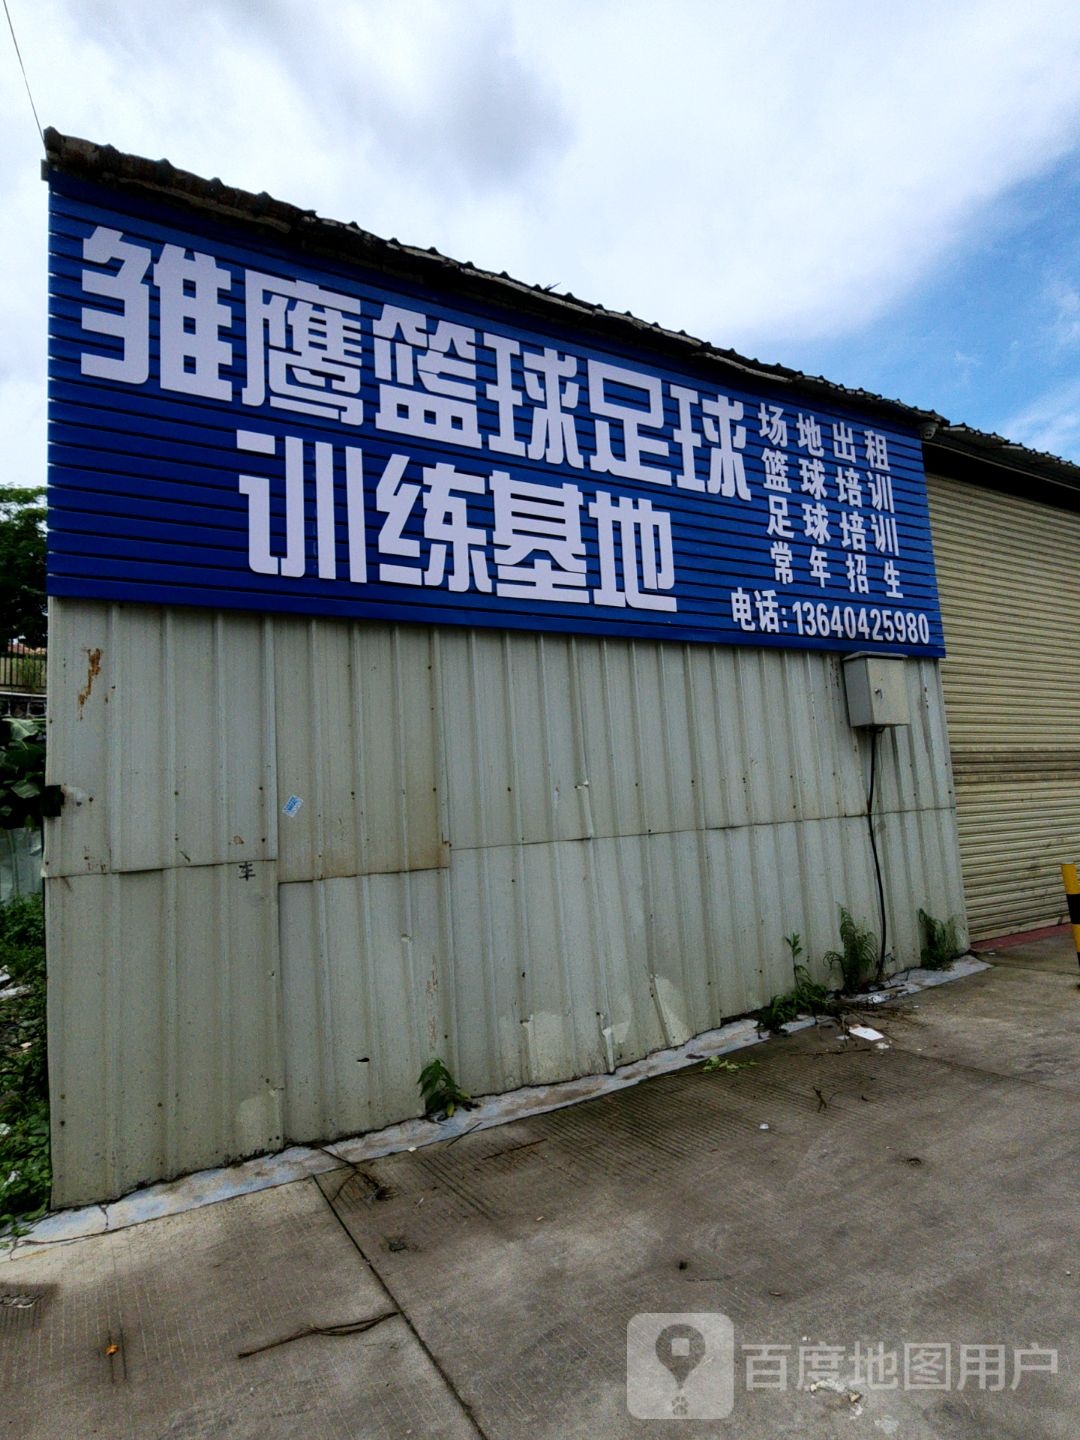 雏鹰篮球足球
训练基地
场地出租
篮球培训
足球培训
常年招生
电话:13640425980
车
百度地图用户